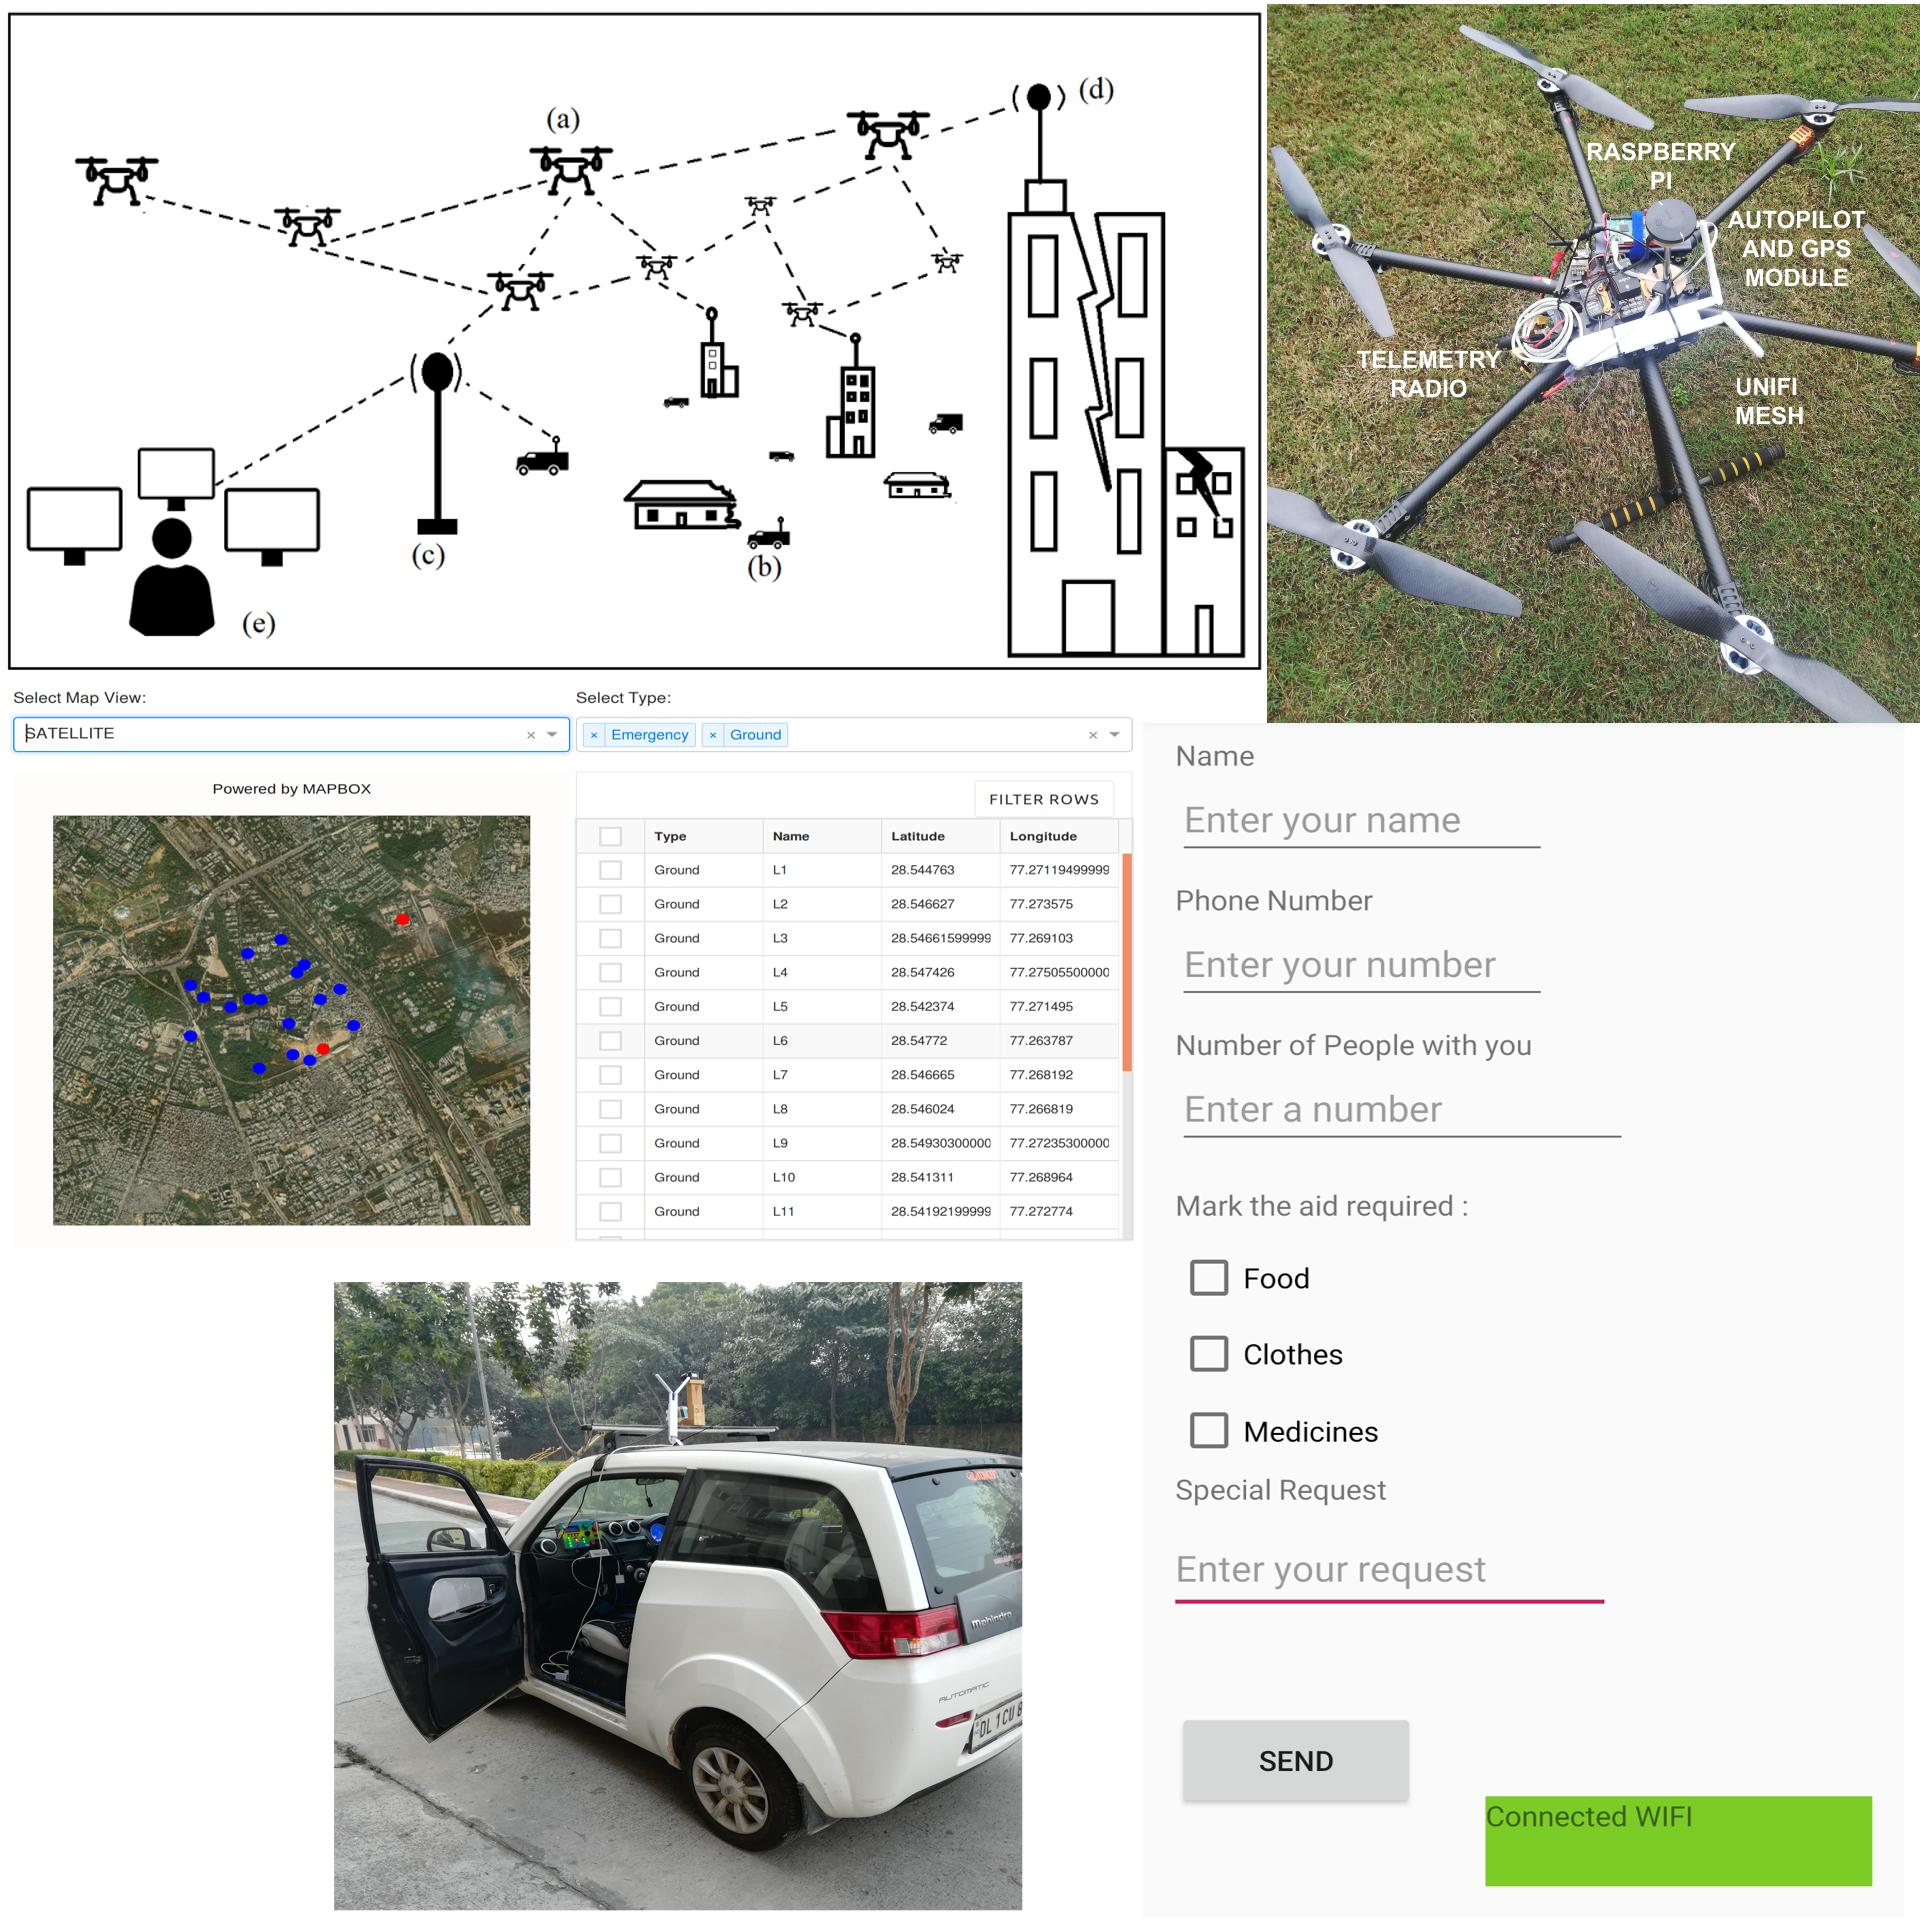 (a)
(d)
(c)
(b)
(e)
RASPBERRY
PI
AUTOPILOT
AND GPS
MODULE
TELEMETRY
RADIO
UNIFI
MESH
Select Map View:
SATELLITE
×
Select Type:
× Emergency × Ground ×
Powered by MAPBOX
FILTER ROWS
Type Name Latitude Longitude
Ground L1 28.544763 77.27119499999
Ground L2 28.546627 77.273575
Ground L3 28.54661599999 77.269103
Ground L4 28.547426 77.27505500000
Ground L5 28.542374 77.271495
Ground L6 28.54772 77.263787
Ground L7 28.546665 77.268192
Ground L8 28.546024 77.266819
Ground L9 28.54930300000 77.27235300000
Ground L10 28.541311 77.268964
Ground L11 28.54192199999 77.272774
Name
Enter your name
Phone Number
Enter your number
Number of People with you
Enter a number
Mark the aid required :
Food
Clothes
Medicines
Special Request
Enter your request
SEND
Connected WIFI
Mahindra
AUTOMATIC
DL 1CU 8